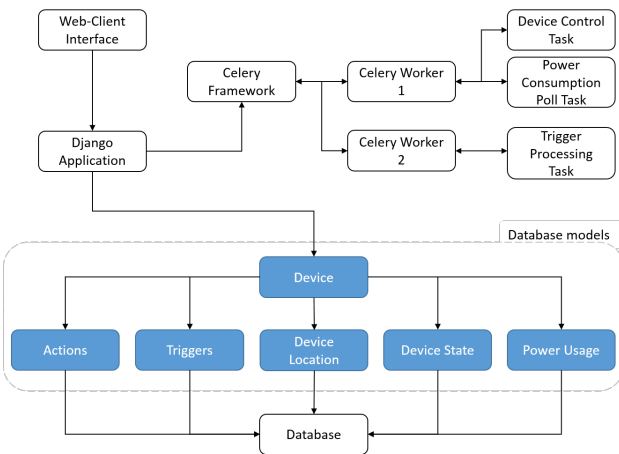 Web-Client
Interface
Device Control
Task
Celery
Framework
Celery Worker
1
Power
Consumption
Poll Task
Django
Application
Celery Worker
2
Trigger
Processing
Task
Database models
Device
Actions
Triggers
Device
Location
Device State
Power Usage
Database